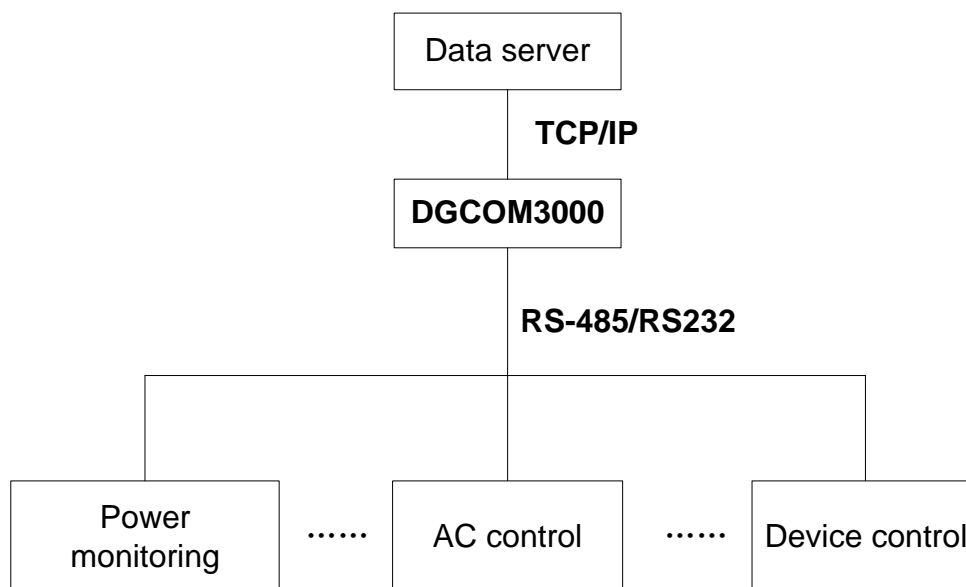 Data server
TCP/IP
DGCOM3000
RS-485/RS232
Power
monitoring
......
AC control
......
Device control